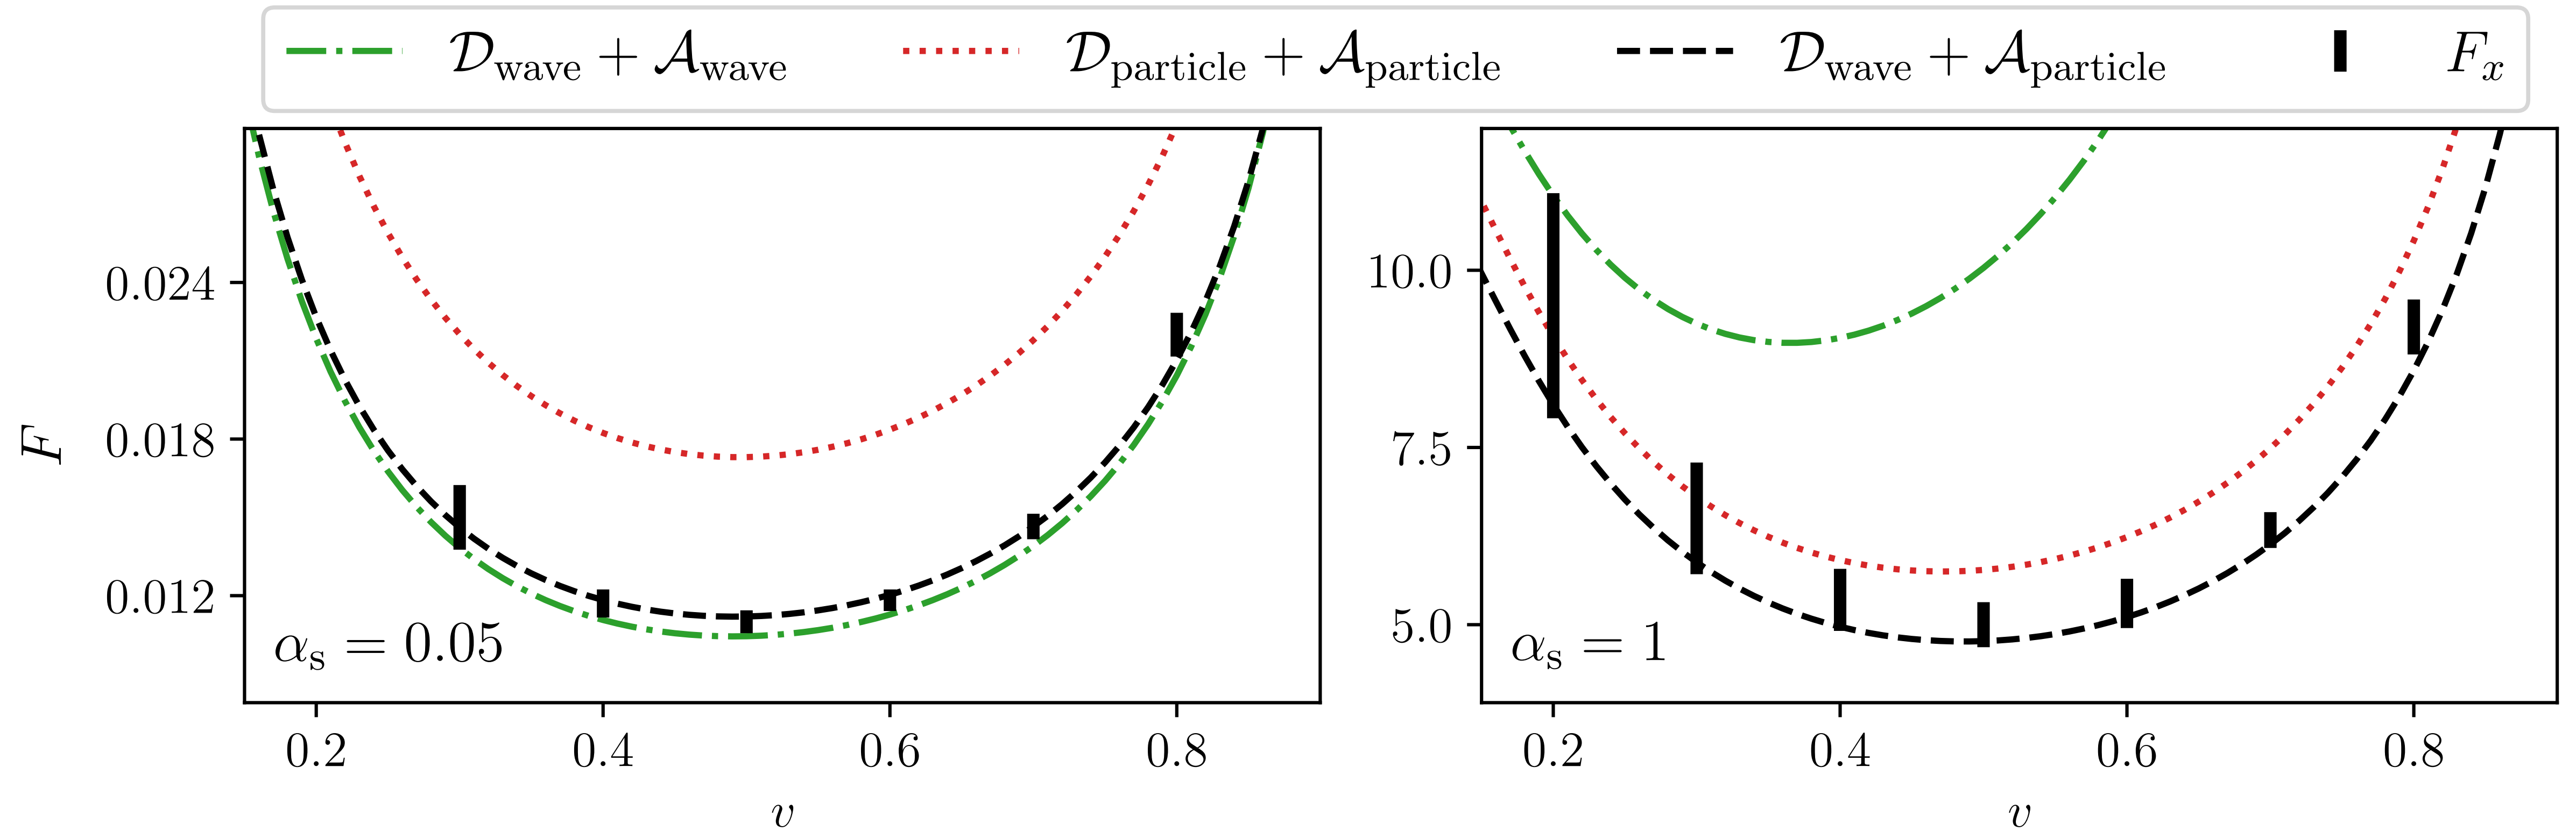 𝒟wave + 𝒜wave 𝒟particle + 𝒜particle 𝒟wave + 𝒜particle Fx
F
0.024
0.018
0.012
αs = 0.05
0.2 0.4 0.6 0.8
v
10.0
7.5
5.0
αs = 1
0.2 0.4 0.6 0.8
v